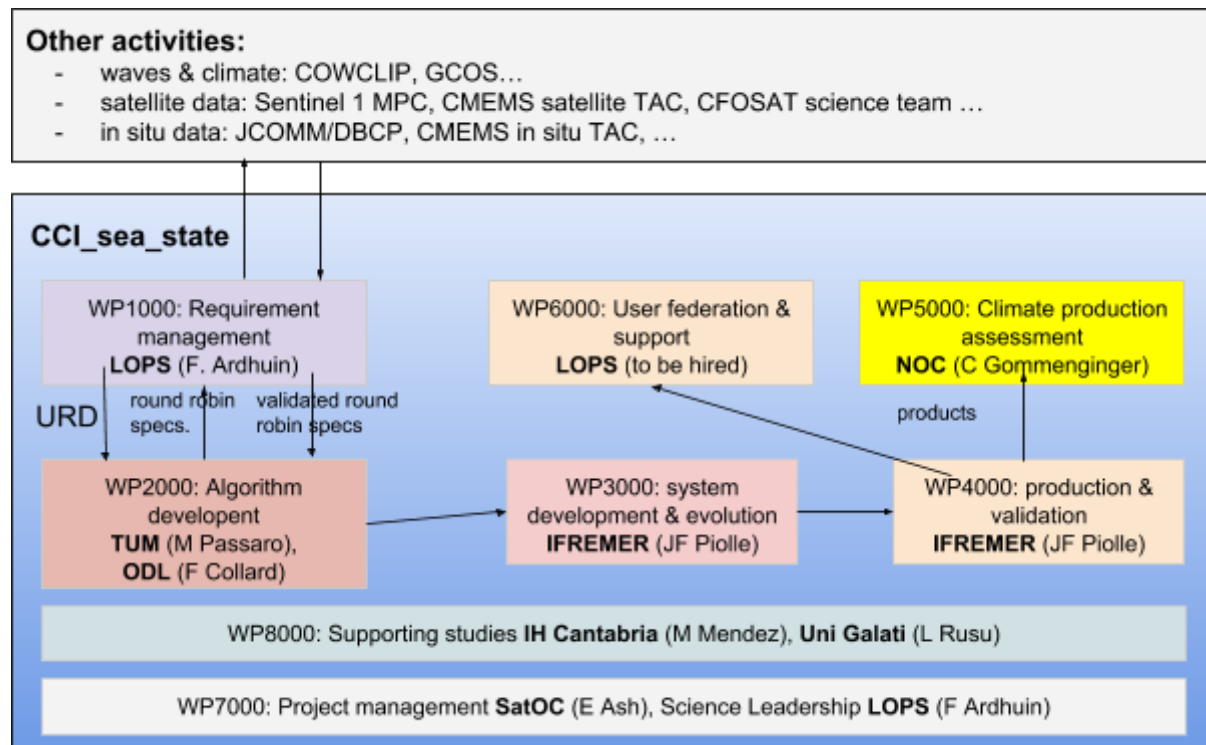 Other activities:
- waves & climate: COWCLIP, GCOS…
- satellite data: Sentinel 1 MPC, CMEMS satellite TAC, CFOSAT science team …
- in situ data: JCOMM/DBCP, CMEMS in situ TAC, …
CCI_sea_state
WP1000: Requirement
management
LOPS (F. Ardhuin)
WP6000: User federation &
support
LOPS (to be hired)
WP5000: Climate production
assessment
NOC (C Gommenginger)
URD
round robin
specs.
validated round
robin specs
products
WP2000: Algorithm
developent
TUM (M Passaro),
ODL (F Collard)
WP3000: system
development & evolution
IFREMER (JF Piolle)
WP4000: production &
validation
IFREMER (JF Piolle)
WP8000: Supporting studies IH Cantabria (M Mendez), Uni Galati (L Rusu)
WP7000: Project management SatOC (E Ash), Science Leadership LOPS (F Ardhuin)